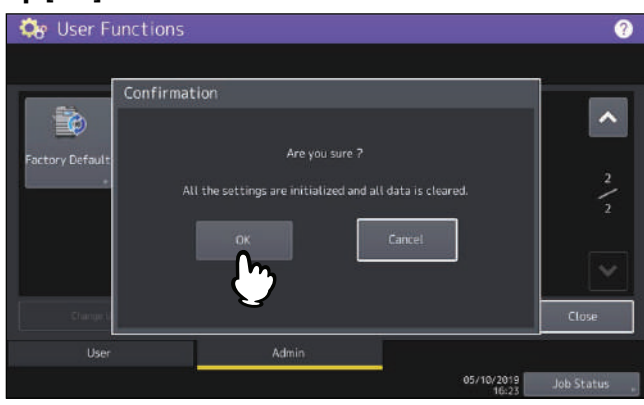 User Functions
?
Confirmation
Factory Default
Are you sure ?
All the settings are initialized and all data is cleared.
2
2
OK
Cancel
Close
User
Admin
05/10/2019
16:23
Job Status